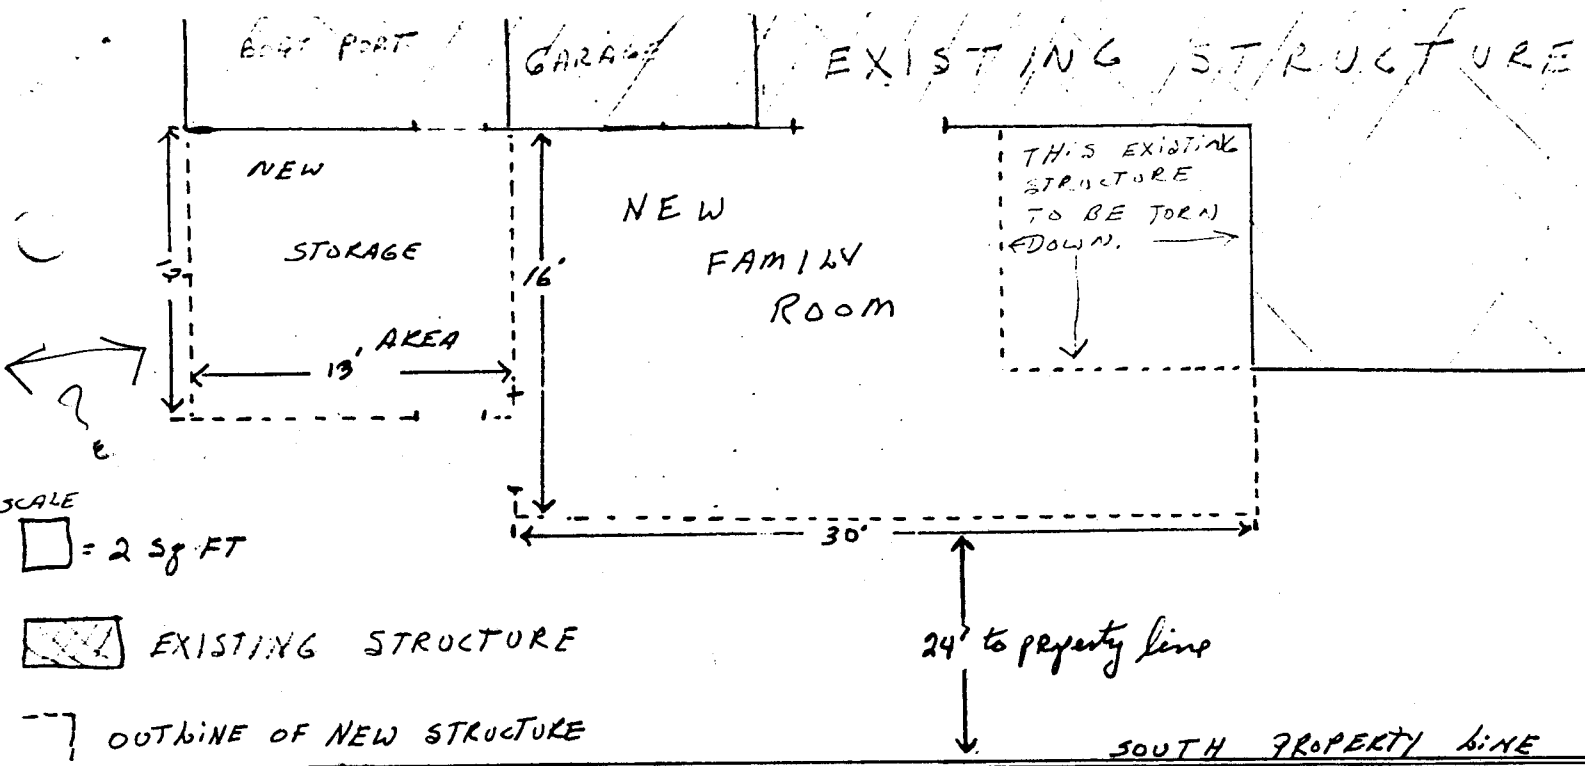 BOAT PORT
GARAGE
EXISTING STRUCTURE
NEW
STORAGE
AREA
13'
16'
NEW
FAMILY
ROOM
THIS EXISTING
STRUCTURE
TO BE TORN
DOWN.
?
30'
SCALE
= 2 Sq FT
EXISTING STRUCTURE
OUTLINE OF NEW STRUCTURE
24' to property line
SOUTH PROPERTY LINE